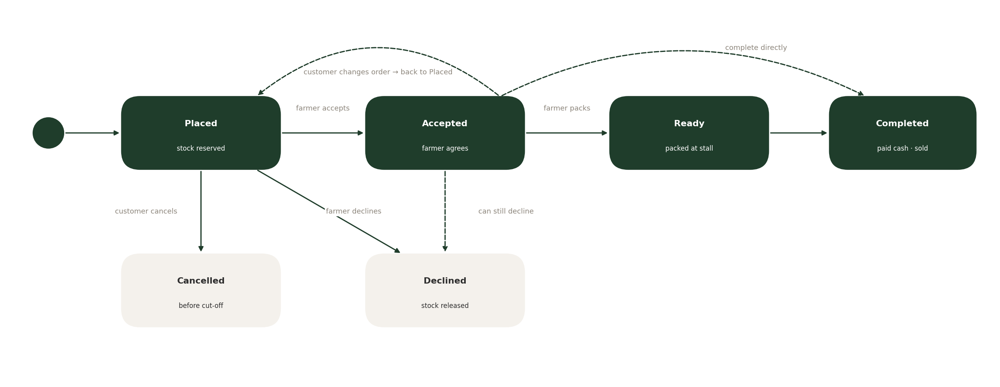 complete directly
customer changes order → back to Placed
farmer accepts
farmer packs
Placed
stock reserved
Accepted
farmer agrees
Ready
packed at stall
Completed
paid cash · sold
customer cancels
farmer declines
can still decline
Cancelled
before cut-off
Declined
stock released